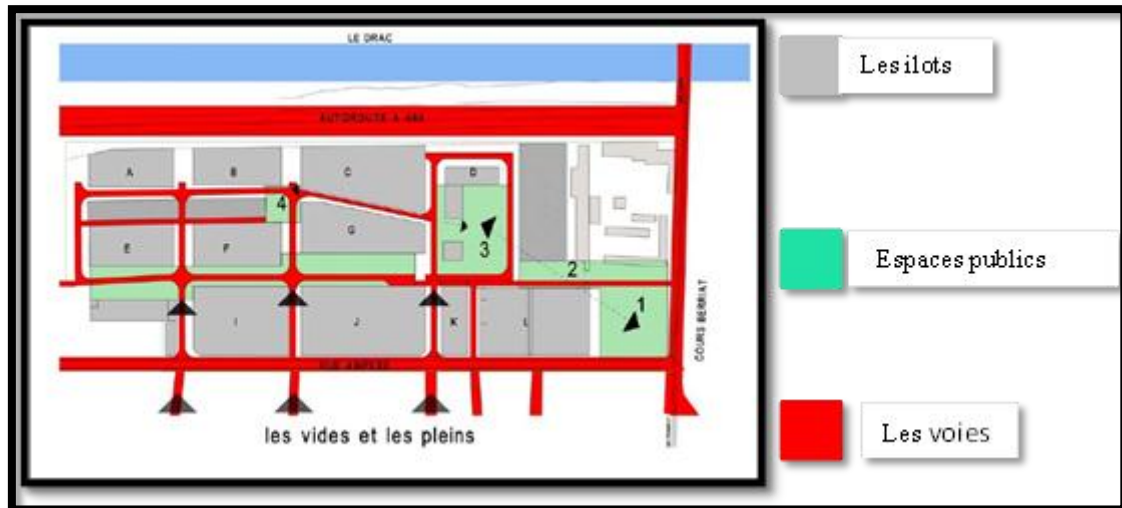 LE DRAC
AUTOROUTE A 480
A
B
C
D
4
G
3
E
F
2
1
I
J
K
L
COURS BERRIAT
RUE AMPERE
les vides et les pleins
Les ilots
Espaces publics
Les voies